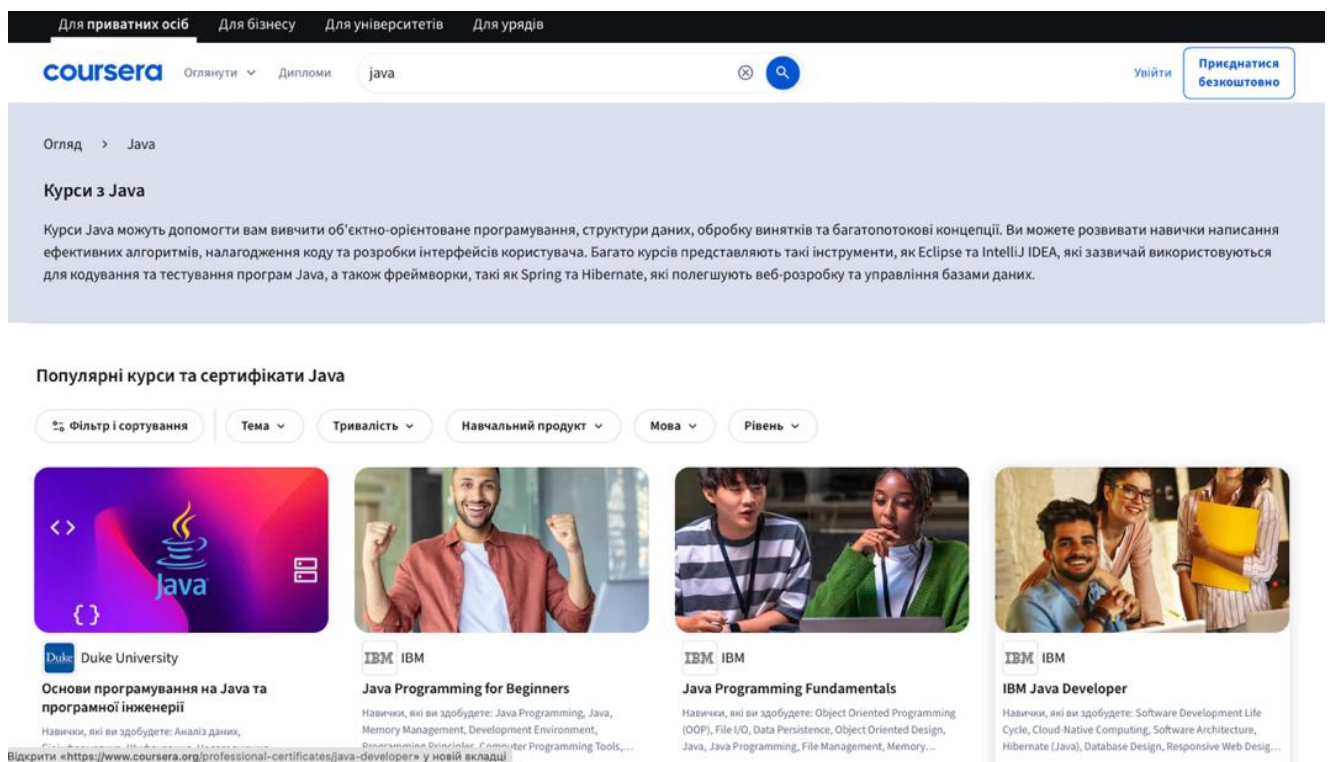 Для приватних осіб Для бізнесу Для університетів Для урядів
coursera Оглянути Дипломи java Увійти Приєднатися безкоштовно
Огляд > Java
Курси з Java
Курси Java можуть допомогти вам вивчити об'єктно-орієнтоване програмування, структури даних, обробку винятків та багатопотокові концепції. Ви можете розвивати навички написання
ефективних алгоритмів, налагодження коду та розробки інтерфейсів користувача. Багато курсів представляють такі інструменти, як Eclipse та IntelliJ IDEA, які зазвичай використовуються
для кодування та тестування програм Java, а також фреймворки, такі як Spring та Hibernate, які полегшують веб-розробку та управління базами даних.
Популярні курси та сертифікати Java
Фільтр і сортування Тема Тривалість Навчальний продукт Мова Рівень
< >
Java
{ }
Duke Duke University
Основи програмування на Java та
програмної інженерії
Навички, які ви здобудете: Аналіз даних,
IBM IBM
Java Programming for Beginners
Навички, які ви здобудете: Java Programming, Java,
Memory Management, Development Environment,
Programming Principles, Computer Programming Tools,...
IBM IBM
Java Programming Fundamentals
Навички, які ви здобудете: Object Oriented Programming
(OOP), File I/O, Data Persistence, Object Oriented Design,
Java, Java Programming, File Management, Memory...
IBM IBM
IBM Java Developer
Навички, які ви здобудете: Software Development Life
Cycle, Cloud-Native Computing, Software Architecture,
Hibernate (Java), Database Design, Responsive Web Desig...
Відкрити «https://www.coursera.org/professional-certificates/java-developer» у новій вкладці